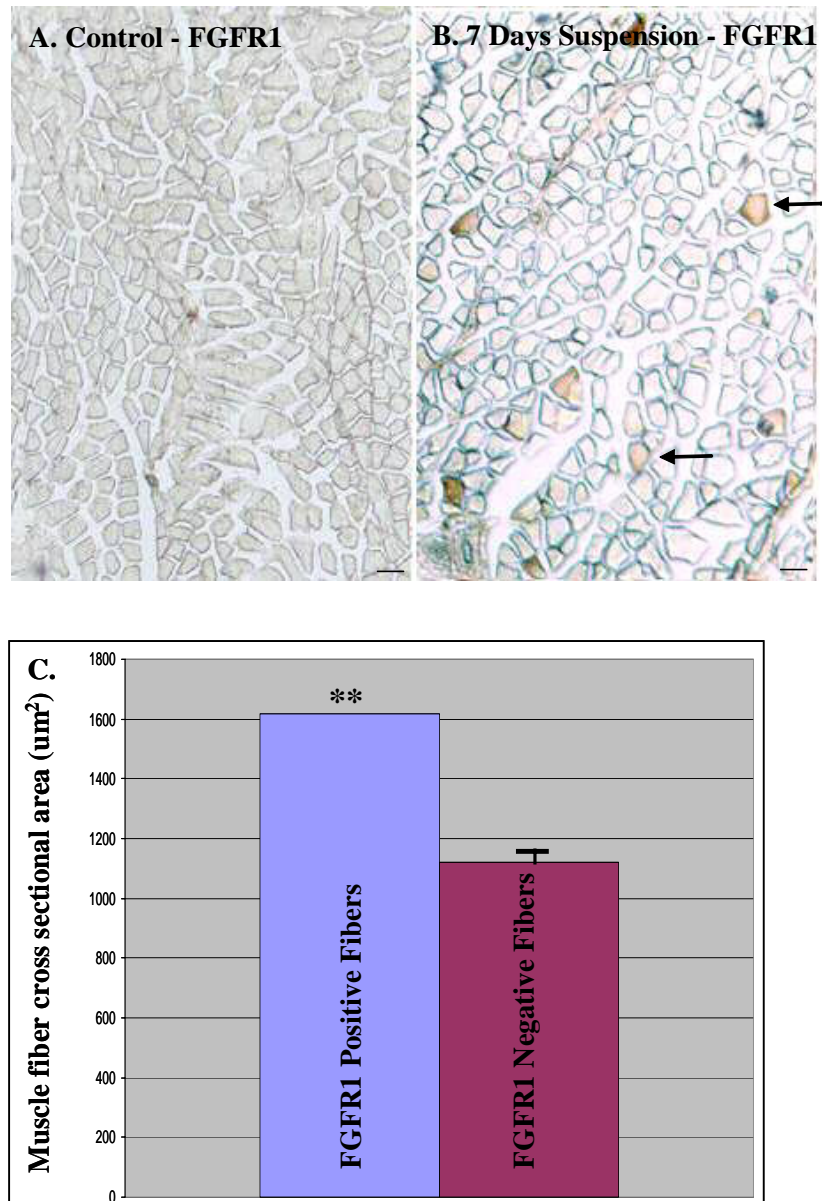 A. Control - FGFR1
B. 7 Days Suspension - FGFR1
C.
Muscle fiber cross sectional area (um²)
1800
1600
1400
1200
1000
800
600
400
200
0
**
FGFR1 Positive Fibers
FGFR1 Negative Fibers